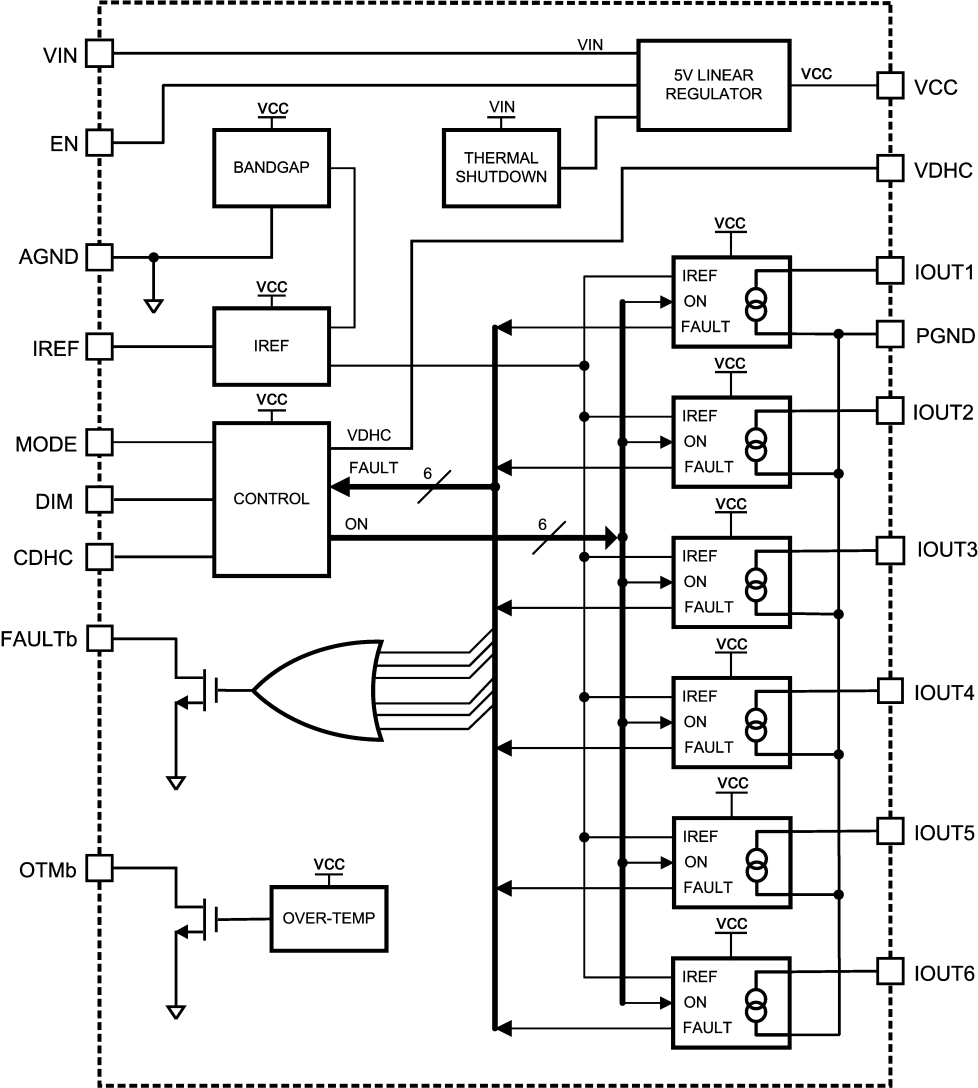 VIN
VIN
5V LINEAR
REGULATOR
VCC
VCC
EN
VCC
BANDGAP
VIN
THERMAL
SHUTDOWN
VDHC
AGND
VCC
IREF
ON
FAULT
IOUT1
PGND
IREF
VCC
IREF
VCC
IREF
ON
FAULT
IOUT2
MODE
DIM
CDHC
VCC
CONTROL
VDHC
FAULT
6
ON
6
VCC
IREF
ON
FAULT
IOUT3
FAULTb
VCC
IREF
ON
FAULT
IOUT4
VCC
IREF
ON
FAULT
IOUT5
OTMb
VCC
OVER-TEMP
VCC
IREF
ON
FAULT
IOUT6